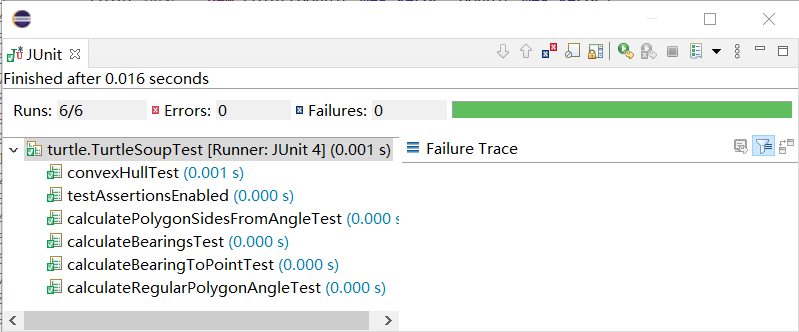 JUnit
Finished after 0.016 seconds
Runs: 6/6 Errors: 0 Failures: 0
turtle.TurtleSoupTest [Runner: JUnit 4] (0.001 s)
Failure Trace
convexHullTest (0.001 s)
testAssertionsEnabled (0.000 s)
calculatePolygonSidesFromAngleTest (0.000 s
calculateBearingsTest (0.000 s)
calculateBearingToPointTest (0.000 s)
calculateRegularPolygonAngleTest (0.000 s)